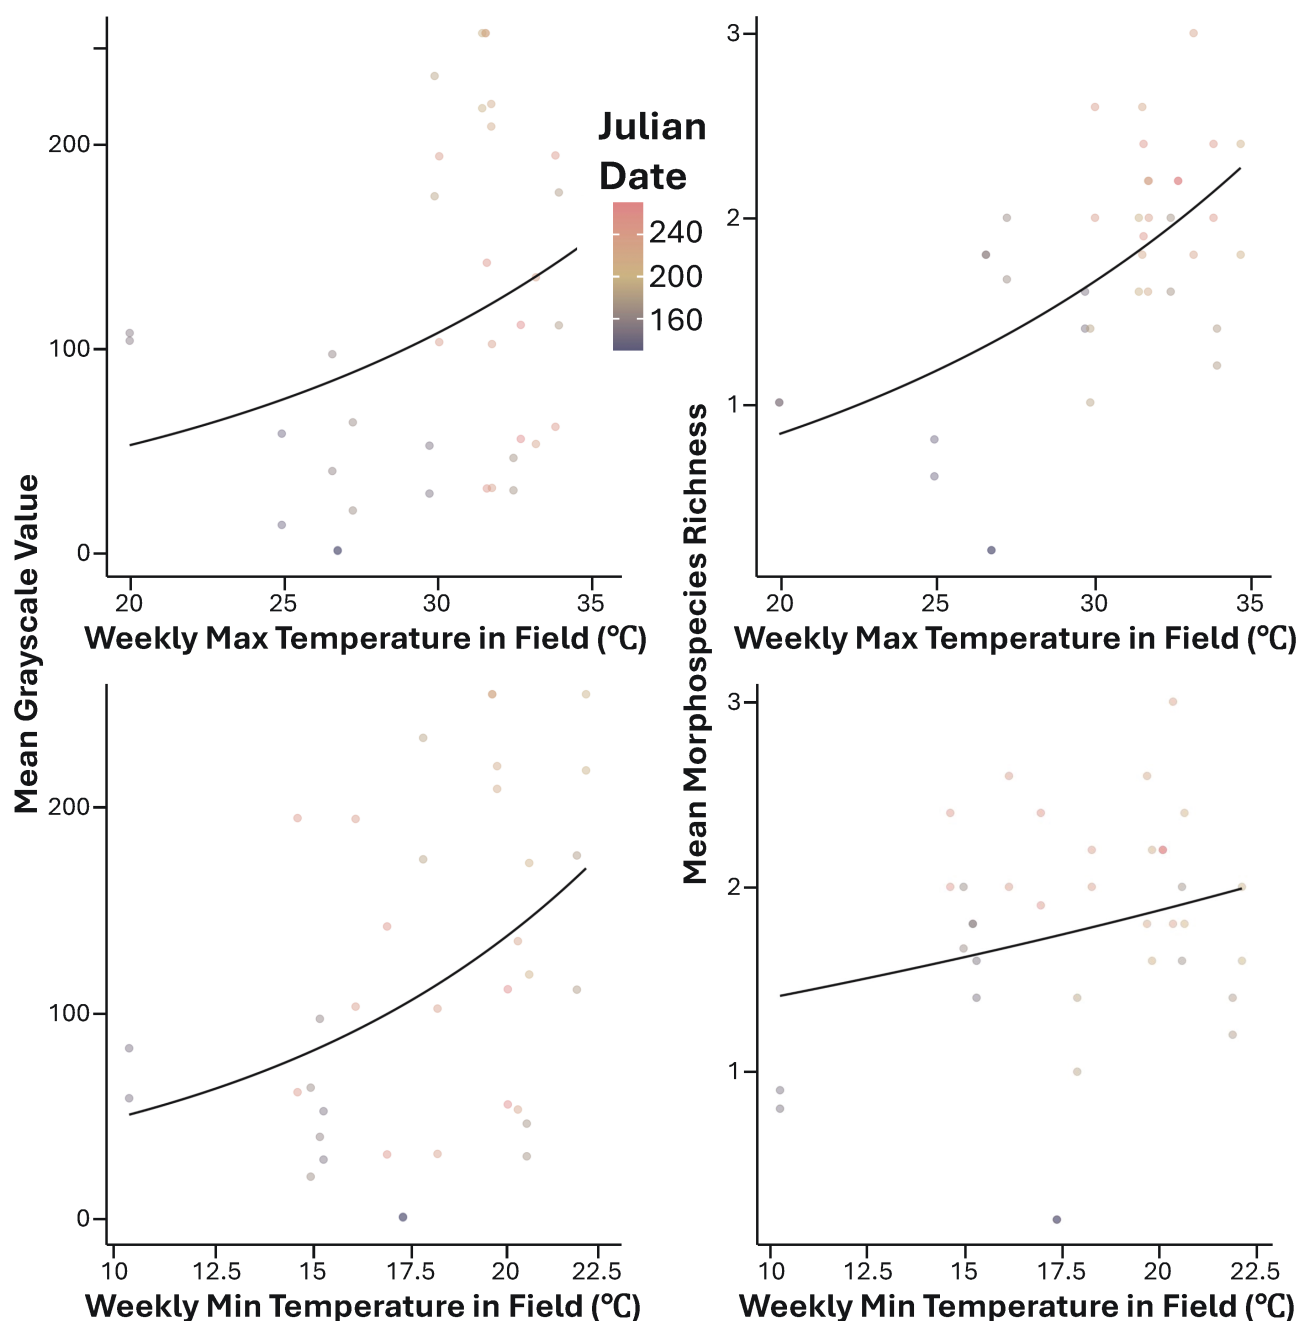 Mean Grayscale Value
200
100
0
20 25 30 35
Weekly Max Temperature in Field (°C)
Julian
Date
240
200
160
Mean Morphospecies Richness
3
2
1
20 25 30 35
Weekly Max Temperature in Field (°C)
200
100
0
10 12.5 15 17.5 20 22.5
Weekly Min Temperature in Field (°C)
3
2
1
10 12.5 15 17.5 20 22.5
Weekly Min Temperature in Field (°C)